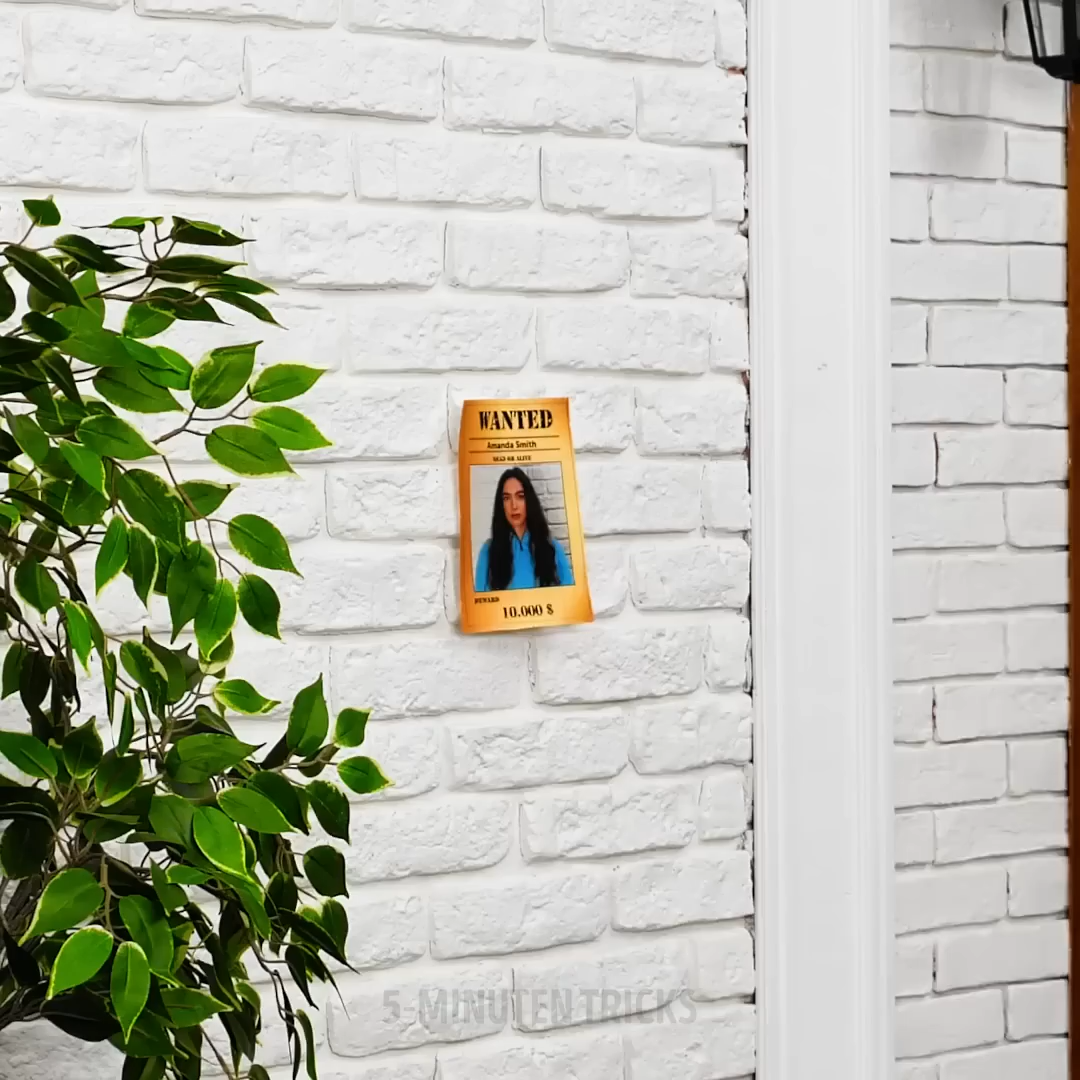 WANTED
Amanda Smith
DEAD OR ALIVE
REWARD
10.000 $
5-MINUTEN TRICKS